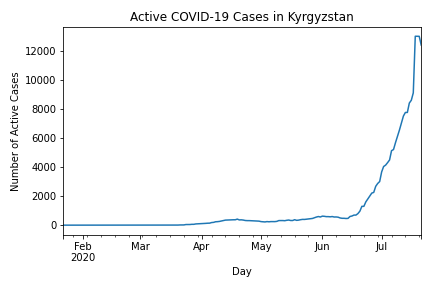 Active COVID-19 Cases in Kyrgyzstan
12000
10000
8000
6000
4000
2000
0
Number of Active Cases
Feb Mar Apr May Jun Jul
2020
Day